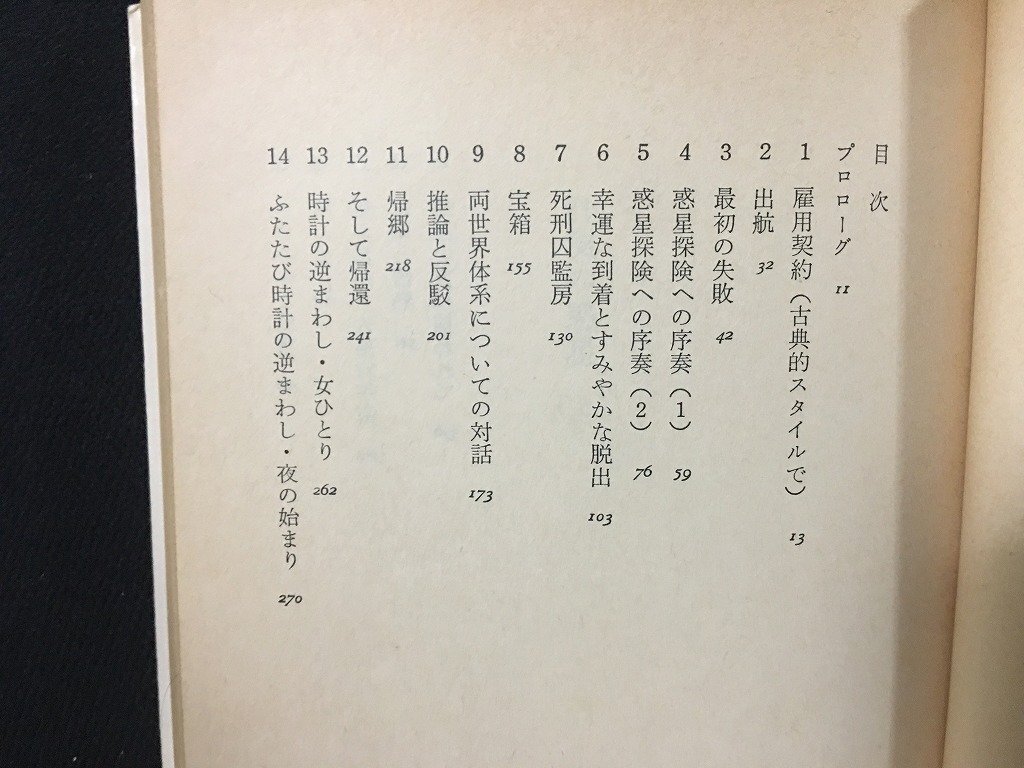 目次
プロローグ 11
1 雇用契約（古典的スタイルで） 13
2 出航 32
3 最初の失敗 42
4 惑星探険への序奏（1） 59
5 惑星探険への序奏（2） 76
6 幸運な到着とすみやかな脱出 103
7 死刑囚監房 130
8 宝箱 155
9 両世界体系についての対話 173
10 推論と反駁 201
11 帰郷 218
12 そして帰還 241
13 時計の逆まわし・女ひとり 262
14 ふたたび時計の逆まわし・夜の始まり 270